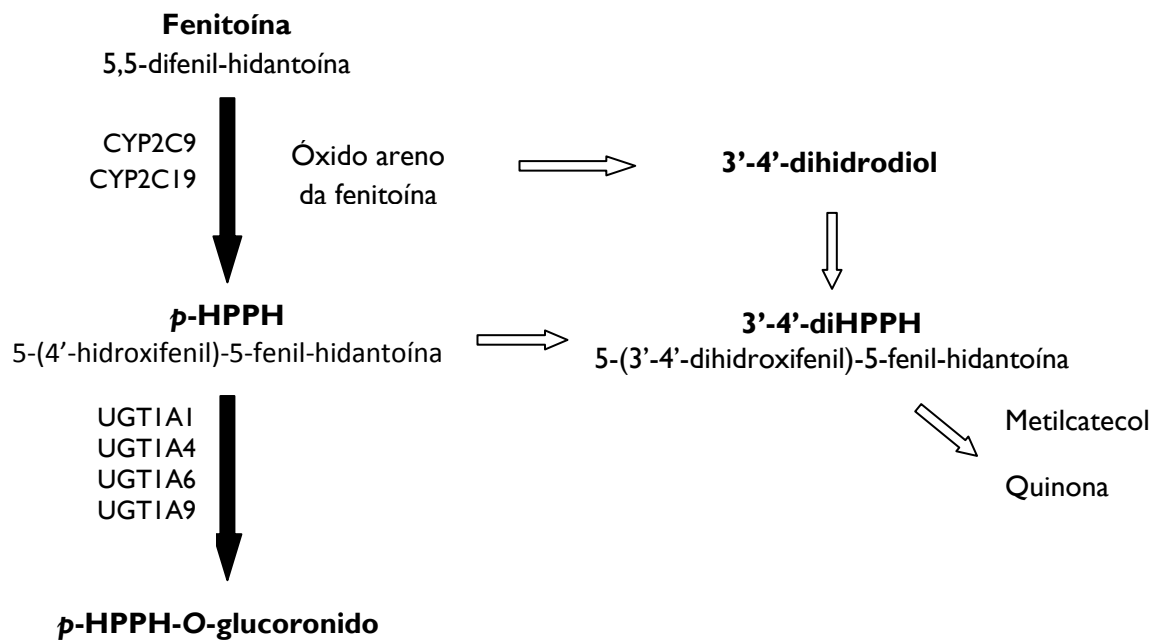 Fenitoína
5,5-difenil-hidantoína
CYP2C9
CYP2C19
Óxido areno
da fenitoína
3'-4'-dihidrodiol
p-HPPH
5-(4'-hidroxifenil)-5-fenil-hidantoína
3'-4'-diHPPH
5-(3'-4'-dihidroxifenil)-5-fenil-hidantoína
UGT1A1
UGT1A4
UGT1A6
UGT1A9
Metilcatecol
Quinona
p-HPPH-O-glucoronido